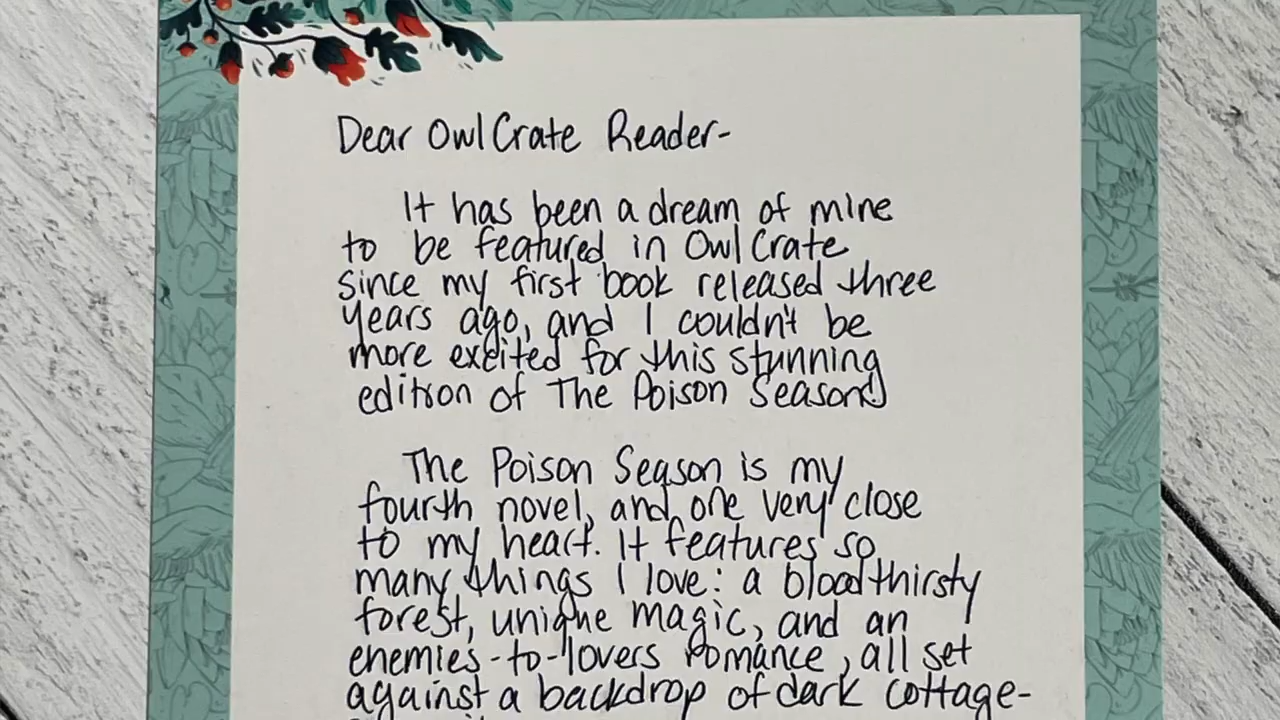 Dear OwlCrate Reader-
It has been a dream of mine
to be featured in OwlCrate
since my first book released three
years ago, and I couldn't be
more excited for this stunning
edition of The Poison Season!
The Poison Season is my
fourth novel, and one very close
to my heart. It features so
many things I love: a bloodthirsty
forest, unique magic, and an
enemies-to-lovers romance, all set
against a backdrop of dark cottage-